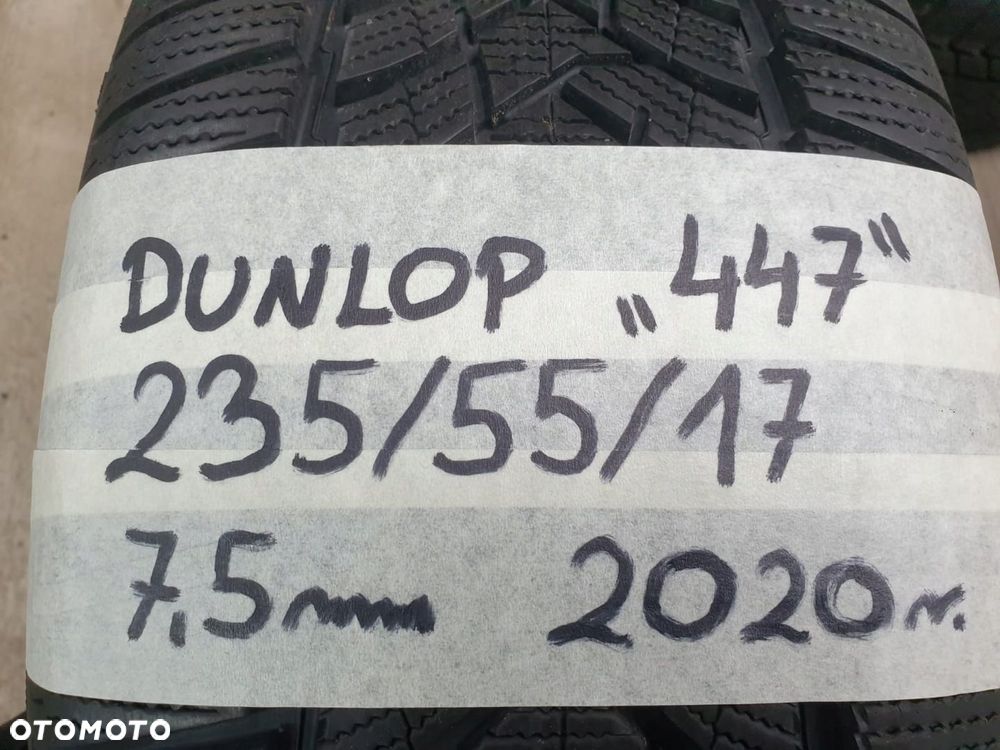 DUNLOP „447”
235/55/17
7,5mm 2020r.
OTOMOTO